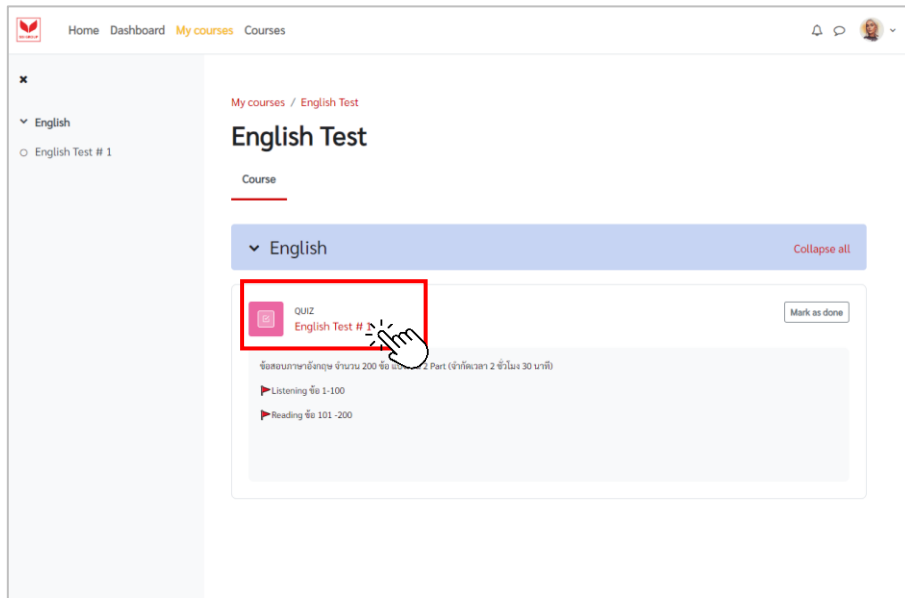 Home Dashboard My courses Courses
English
English Test # 1
My courses / English Test
English Test
Course
English
Collapse all
QUIZ
English Test # 1
Mark as done
ข้อสอบภาษาอังกฤษ จำนวน 200 ข้อ 2 Part (จำกัดเวลา 2 ชั่วโมง 30 นาที)
Listening ข้อ 1-100
Reading ข้อ 101 -200